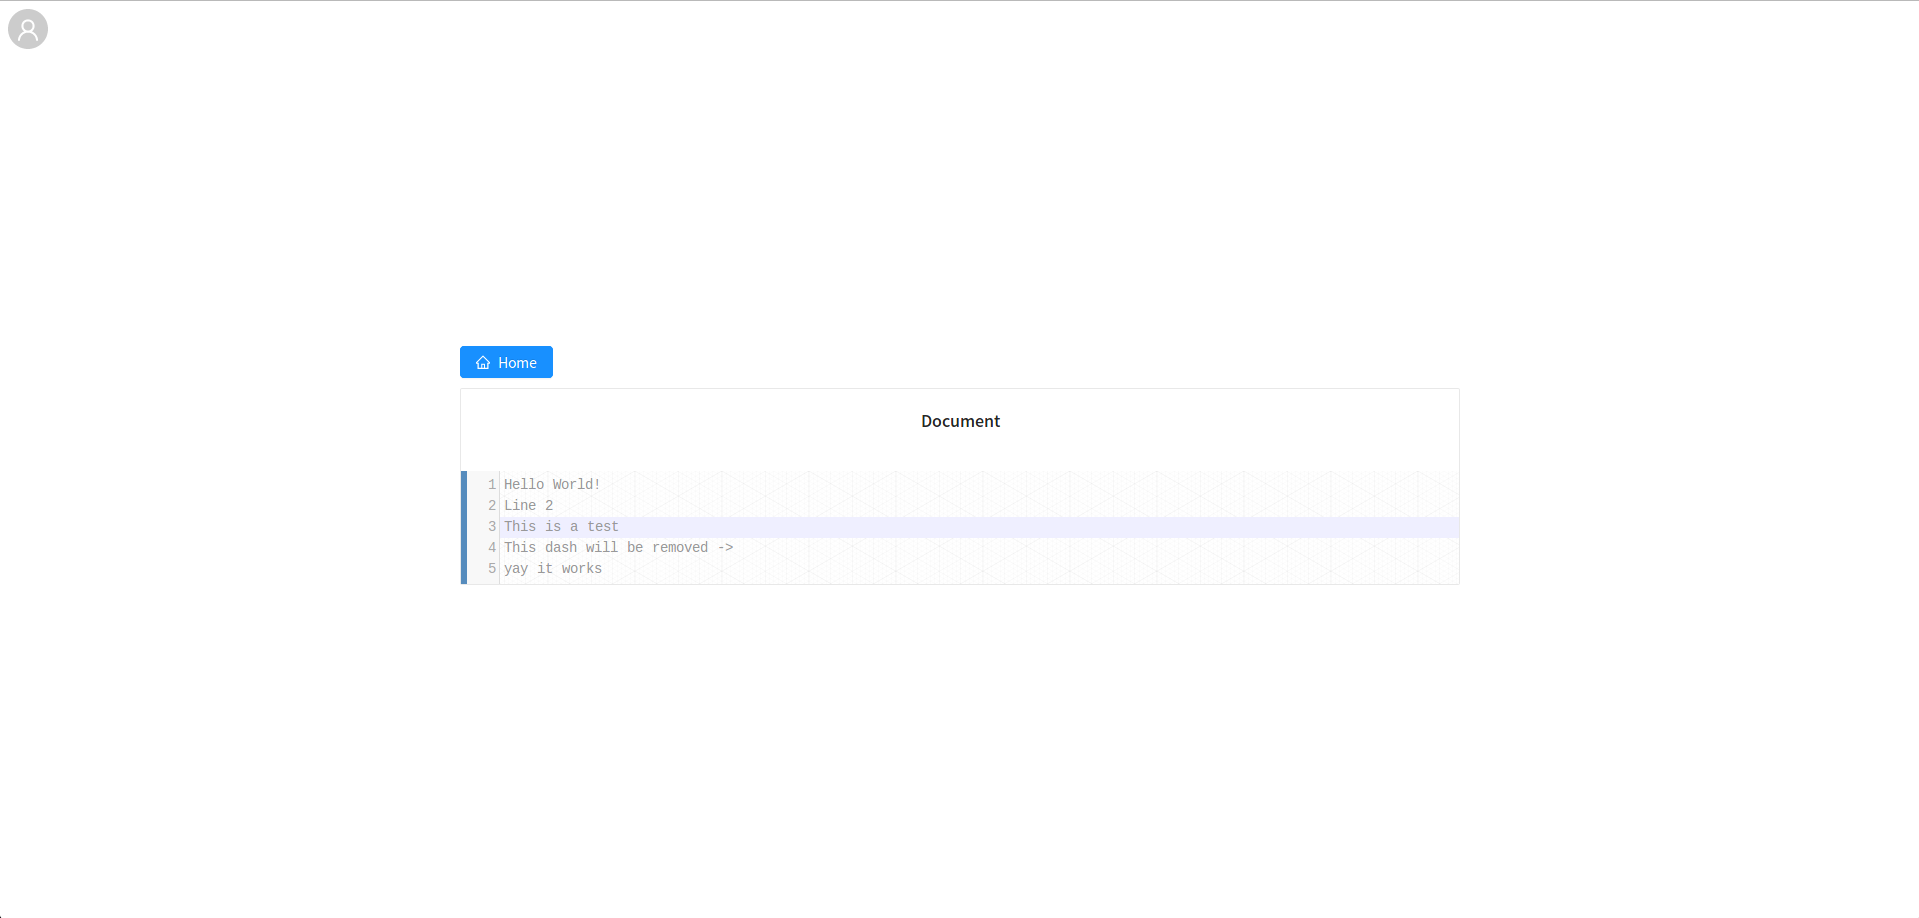 Home
Document
1 Hello World!
2 Line 2
3 This is a test
4 This dash will be removed ->
5 yay it works